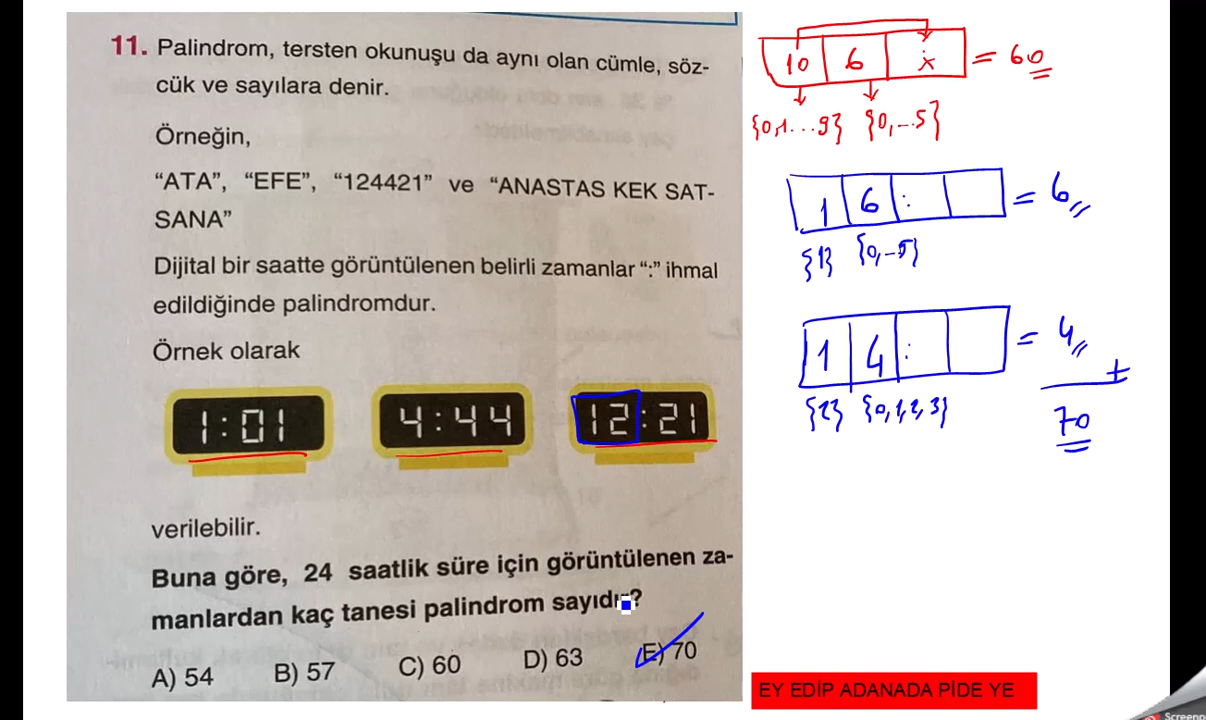 11. Palindrom, tersten okunuşu da aynı olan cümle, söz-
cük ve sayılara denir.
Örneğin,
“ATA”, “EFE”, “124421” ve “ANASTAS KEK SAT-
SANA”
Dijital bir saatte görüntülenen belirli zamanlar “:” ihmal
edildiğinde palindromdur.
Örnek olarak
1:01 4:44 12:21
verilebilir.
Buna göre, 24 saatlik süre için görüntülenen za-
manlardan kaç tanesi palindrom sayıdır?
A) 54 B) 57 C) 60 D) 63 E) 70
10 6 x = 60
{0,1...9} {0,...5}
1 6 : = 6
{1} {0,...5}
1 4 : = 4
{2} {0,1,2,3}
+
70
EY EDİP ADANADA PİDE YE